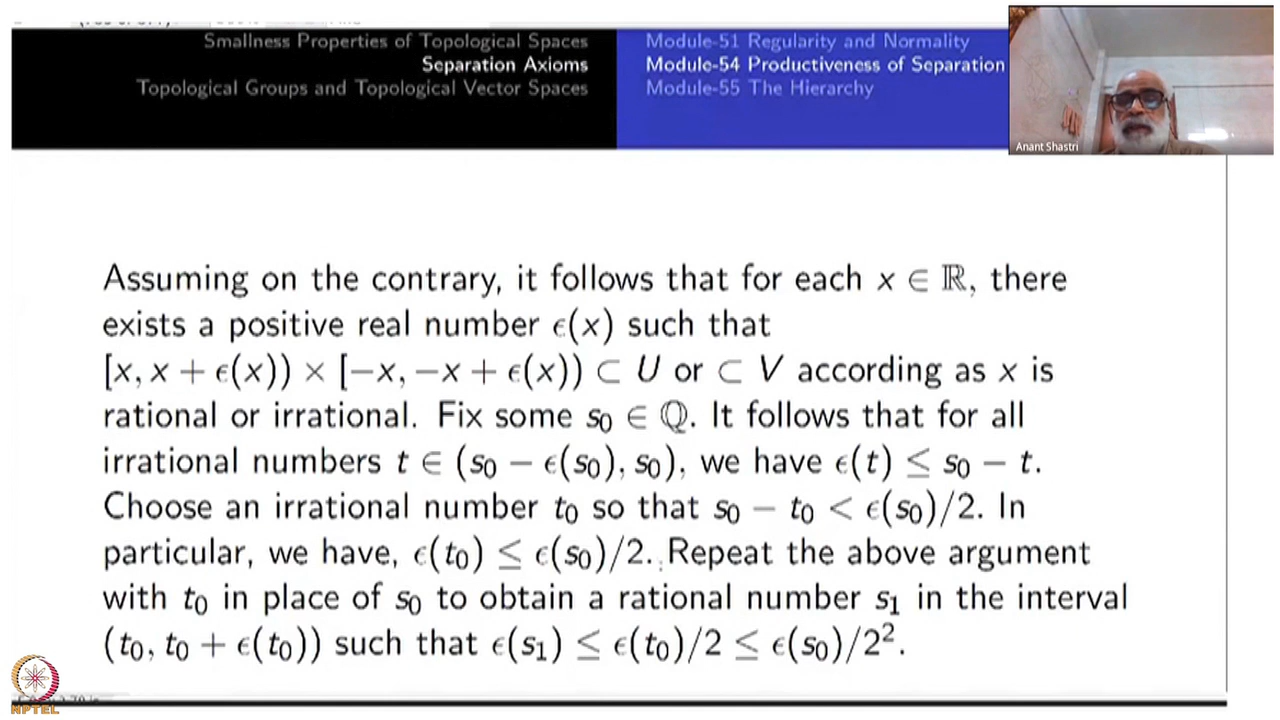 Smallness Properties of Topological Spaces
Separation Axioms
Topological Groups and Topological Vector Spaces
Module-51 Regularity and Normality
Module-54 Productiveness of Separation
Module-55 The Hierarchy
Anant Shastri
Assuming on the contrary, it follows that for each x ∈ ℝ, there
exists a positive real number ϵ(x) such that
[x, x + ϵ(x)) × [−x, −x + ϵ(x)) ⊂ U or ⊂ V according as x is
rational or irrational. Fix some s₀ ∈ ℚ. It follows that for all
irrational numbers t ∈ (s₀ − ϵ(s₀), s₀), we have ϵ(t) ≤ s₀ − t.
Choose an irrational number t₀ so that s₀ − t₀ < ϵ(s₀)/2. In
particular, we have, ϵ(t₀) ≤ ϵ(s₀)/2. Repeat the above argument
with t₀ in place of s₀ to obtain a rational number s₁ in the interval
(t₀, t₀ + ϵ(t₀)) such that ϵ(s₁) ≤ ϵ(t₀)/2 ≤ ϵ(s₀)/2².
NPTEL